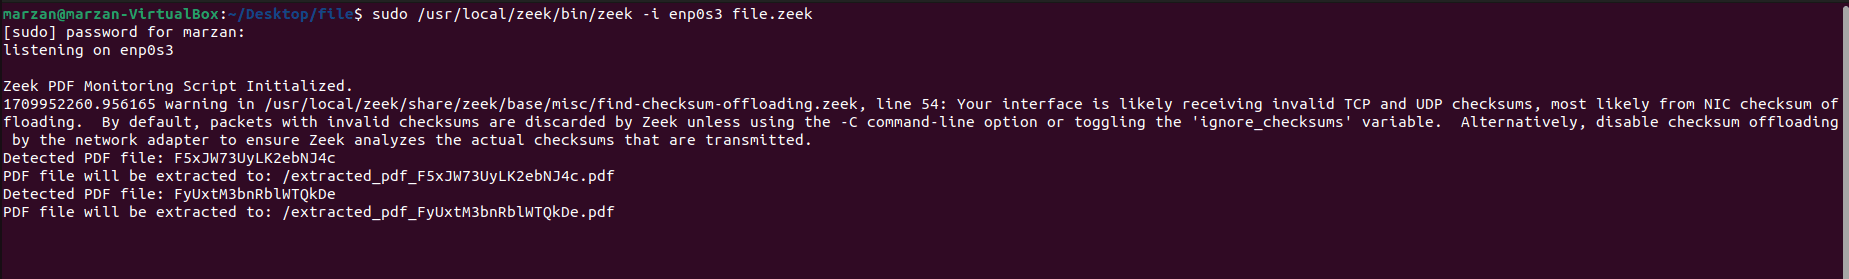 marzan@marzan-VirtualBox:~/Desktop/file$ sudo /usr/local/zeek/bin/zeek -i enp0s3 file.zeek
[sudo] password for marzan:
listening on enp0s3
Zeek PDF Monitoring Script Initialized.
1709952260.956165 warning in /usr/local/zeek/share/zeek/base/misc/find-checksum-offloading.zeek, line 54: Your interface is likely receiving invalid TCP and UDP checksums, most likely from NIC checksum of
floading.  By default, packets with invalid checksums are discarded by Zeek unless using the -C command-line option or toggling the 'ignore_checksums' variable.  Alternatively, disable checksum offloading
 by the network adapter to ensure Zeek analyzes the actual checksums that are transmitted.
Detected PDF file: F5xJW73UyLK2ebNJ4c
PDF file will be extracted to: /extracted_pdf_F5xJW73UyLK2ebNJ4c.pdf
Detected PDF file: FyUxtM3bnRblWTQkDe
PDF file will be extracted to: /extracted_pdf_FyUxtM3bnRblWTQkDe.pdf